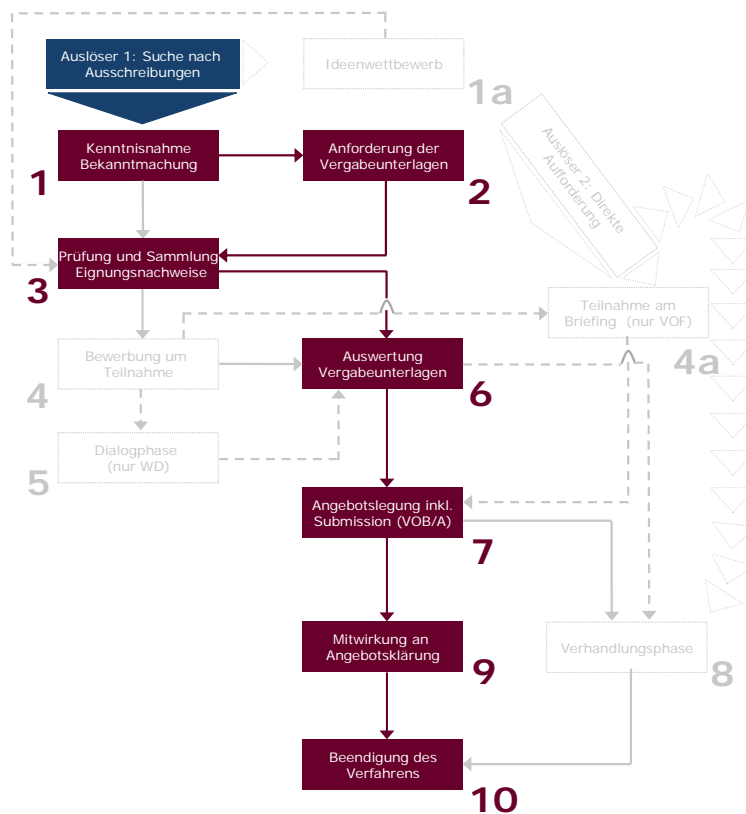 Auslöser 1: Suche nach
Ausschreibungen
Ideenwettbewerb
1a
Kenntnisnahme
Bekanntmachung
1
Anforderung der
Vergabeunterlagen
2
Auslöser 2: Direkte
Aufforderung
Prüfung und Sammlung
Eignungsnachweise
3
Teilnahme am
Briefing (nur VOF)
4a
Bewerbung um
Teilnahme
4
Auswertung
Vergabeunterlagen
6
Dialogphase
(nur WD)
5
Angebotslegung inkl.
Submission (VOB/A)
7
Mitwirkung an
Angebotsklärung
9
Verhandlungsphase
8
Beendigung des
Verfahrens
10